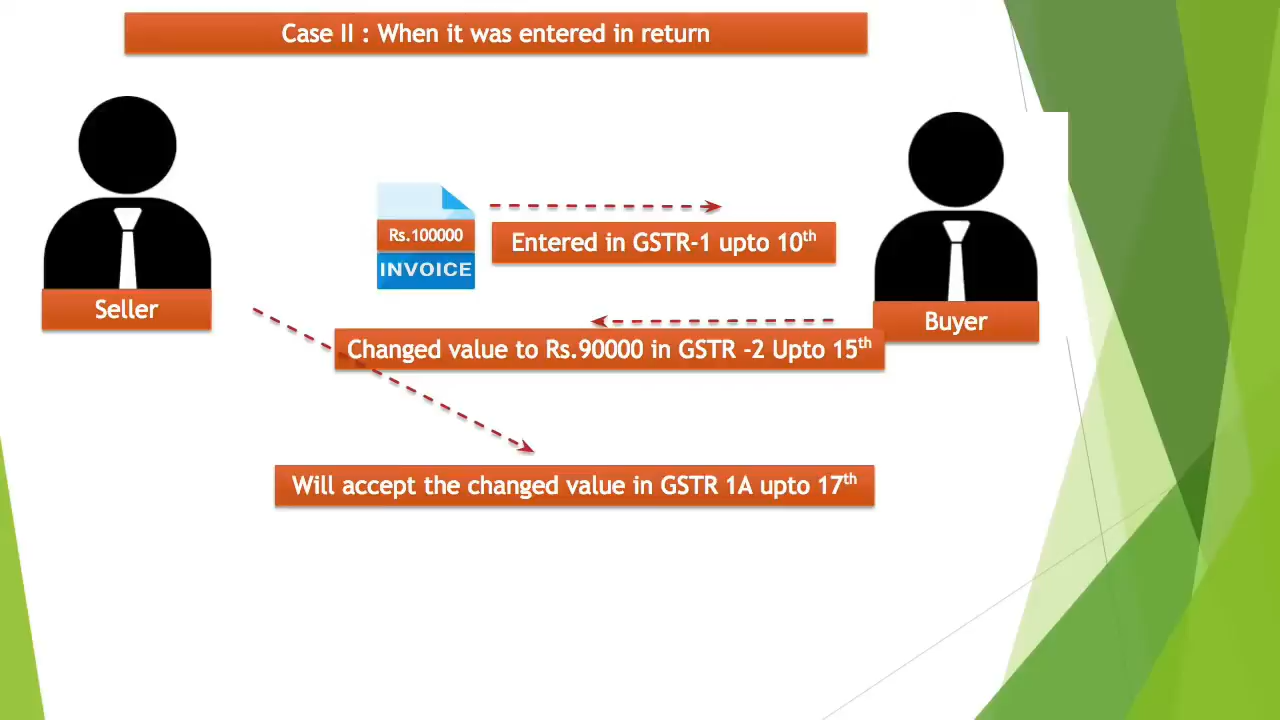 Case II : When it was entered in return
Rs.100000
INVOICE
Entered in GSTR-1 upto 10th
Seller
Buyer
Changed value to Rs.90000 in GSTR -2 Upto 15th
Will accept the changed value in GSTR 1A upto 17th